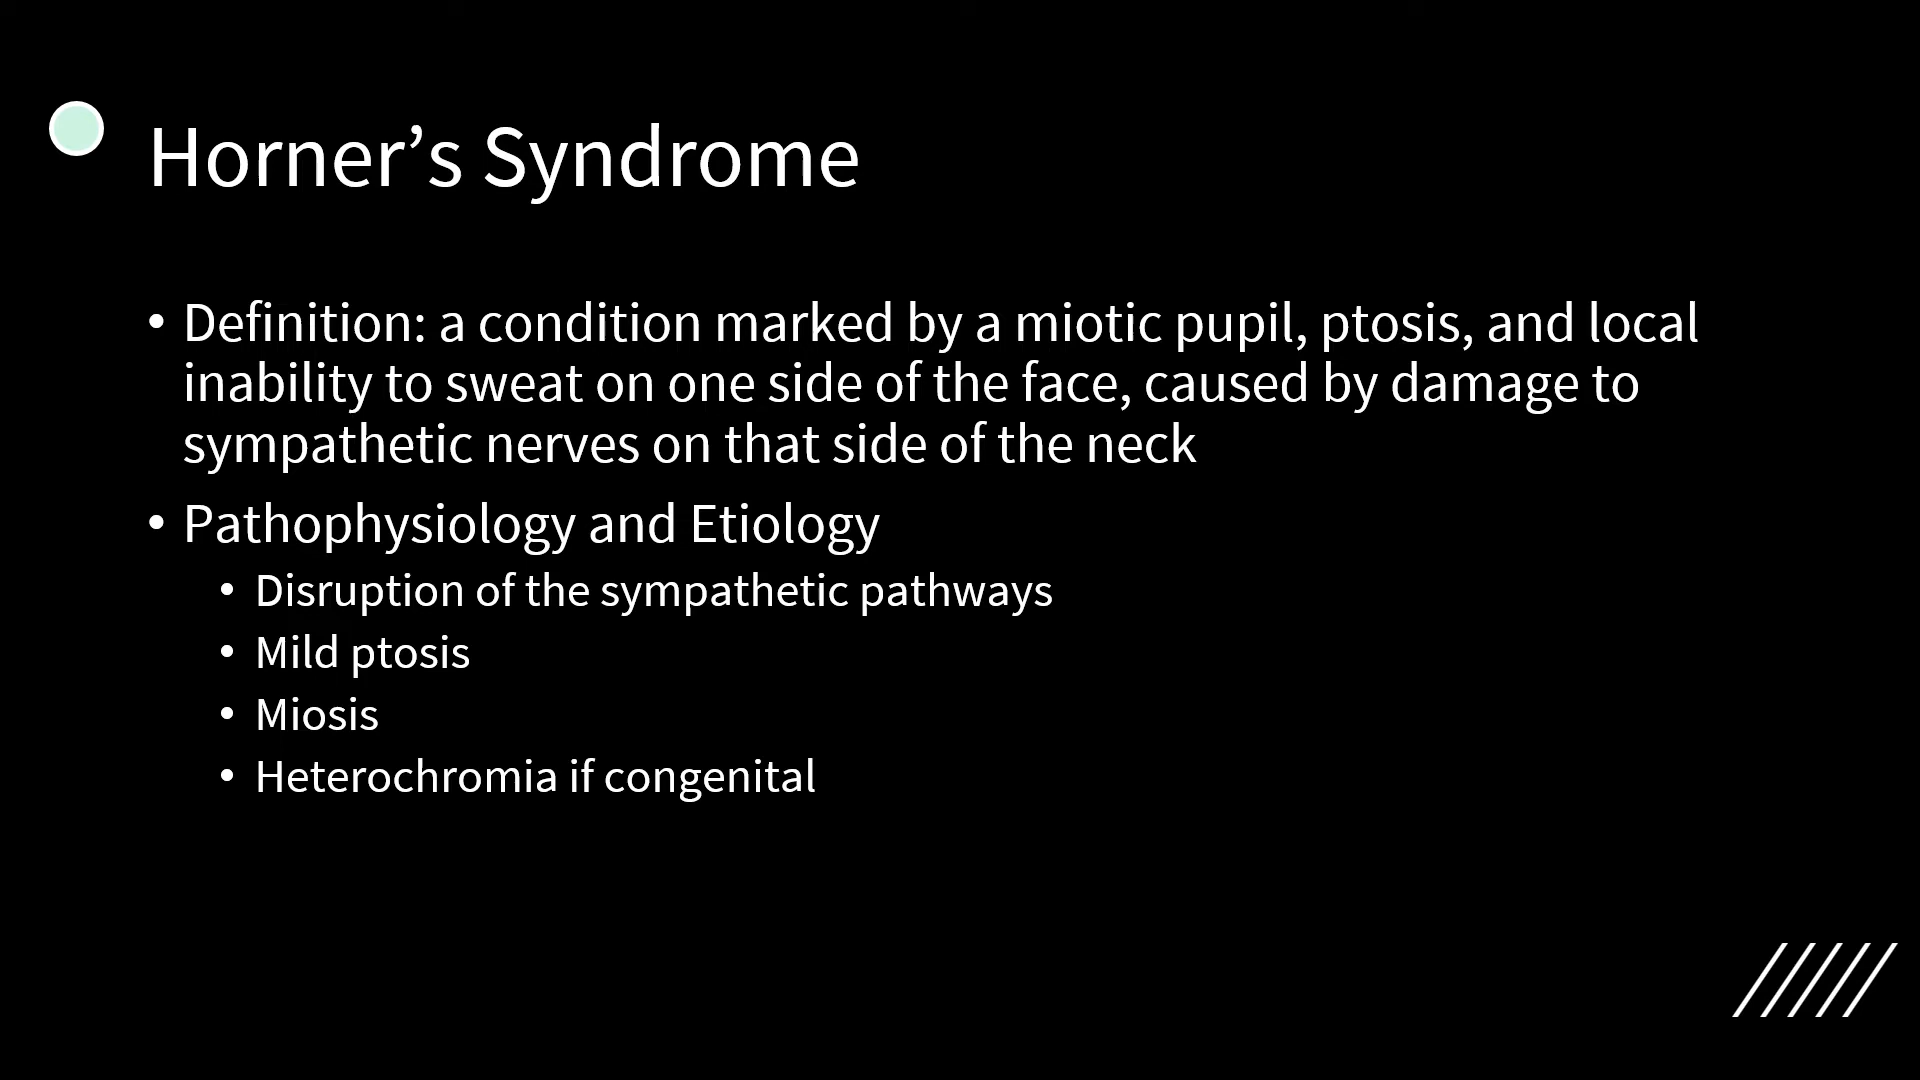 Horner’s Syndrome
• Definition: a condition marked by a miotic pupil, ptosis, and local
inability to sweat on one side of the face, caused by damage to
sympathetic nerves on that side of the neck
• Pathophysiology and Etiology
• Disruption of the sympathetic pathways
• Mild ptosis
• Miosis
• Heterochromia if congenital